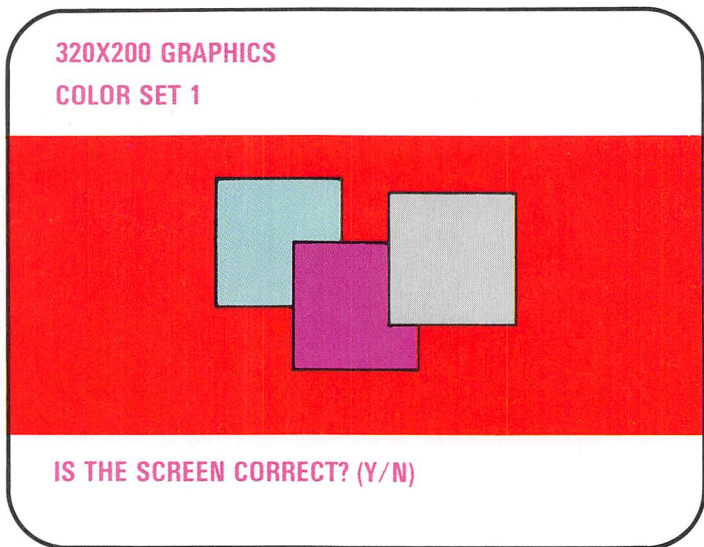 320X200 GRAPHICS
COLOR SET 1
IS THE SCREEN CORRECT? (Y/N)